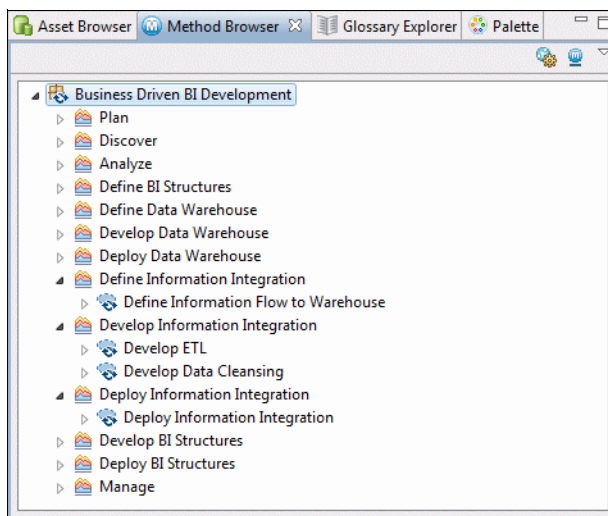 Asset Browser Method Browser Glossary Explorer Palette
Business Driven BI Development
Plan
Discover
Analyze
Define BI Structures
Define Data Warehouse
Develop Data Warehouse
Deploy Data Warehouse
Define Information Integration
Define Information Flow to Warehouse
Develop Information Integration
Develop ETL
Develop Data Cleansing
Deploy Information Integration
Deploy Information Integration
Develop BI Structures
Deploy BI Structures
Manage